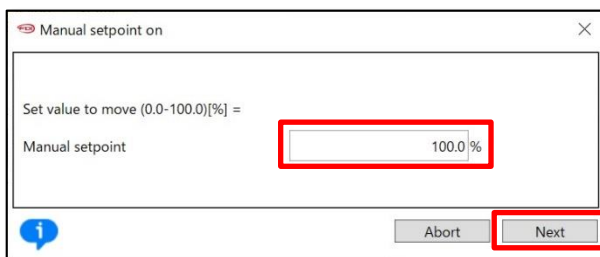 Manual setpoint on
Set value to move (0.0-100.0)[%] =
Manual setpoint
100.0 %
Abort
Next